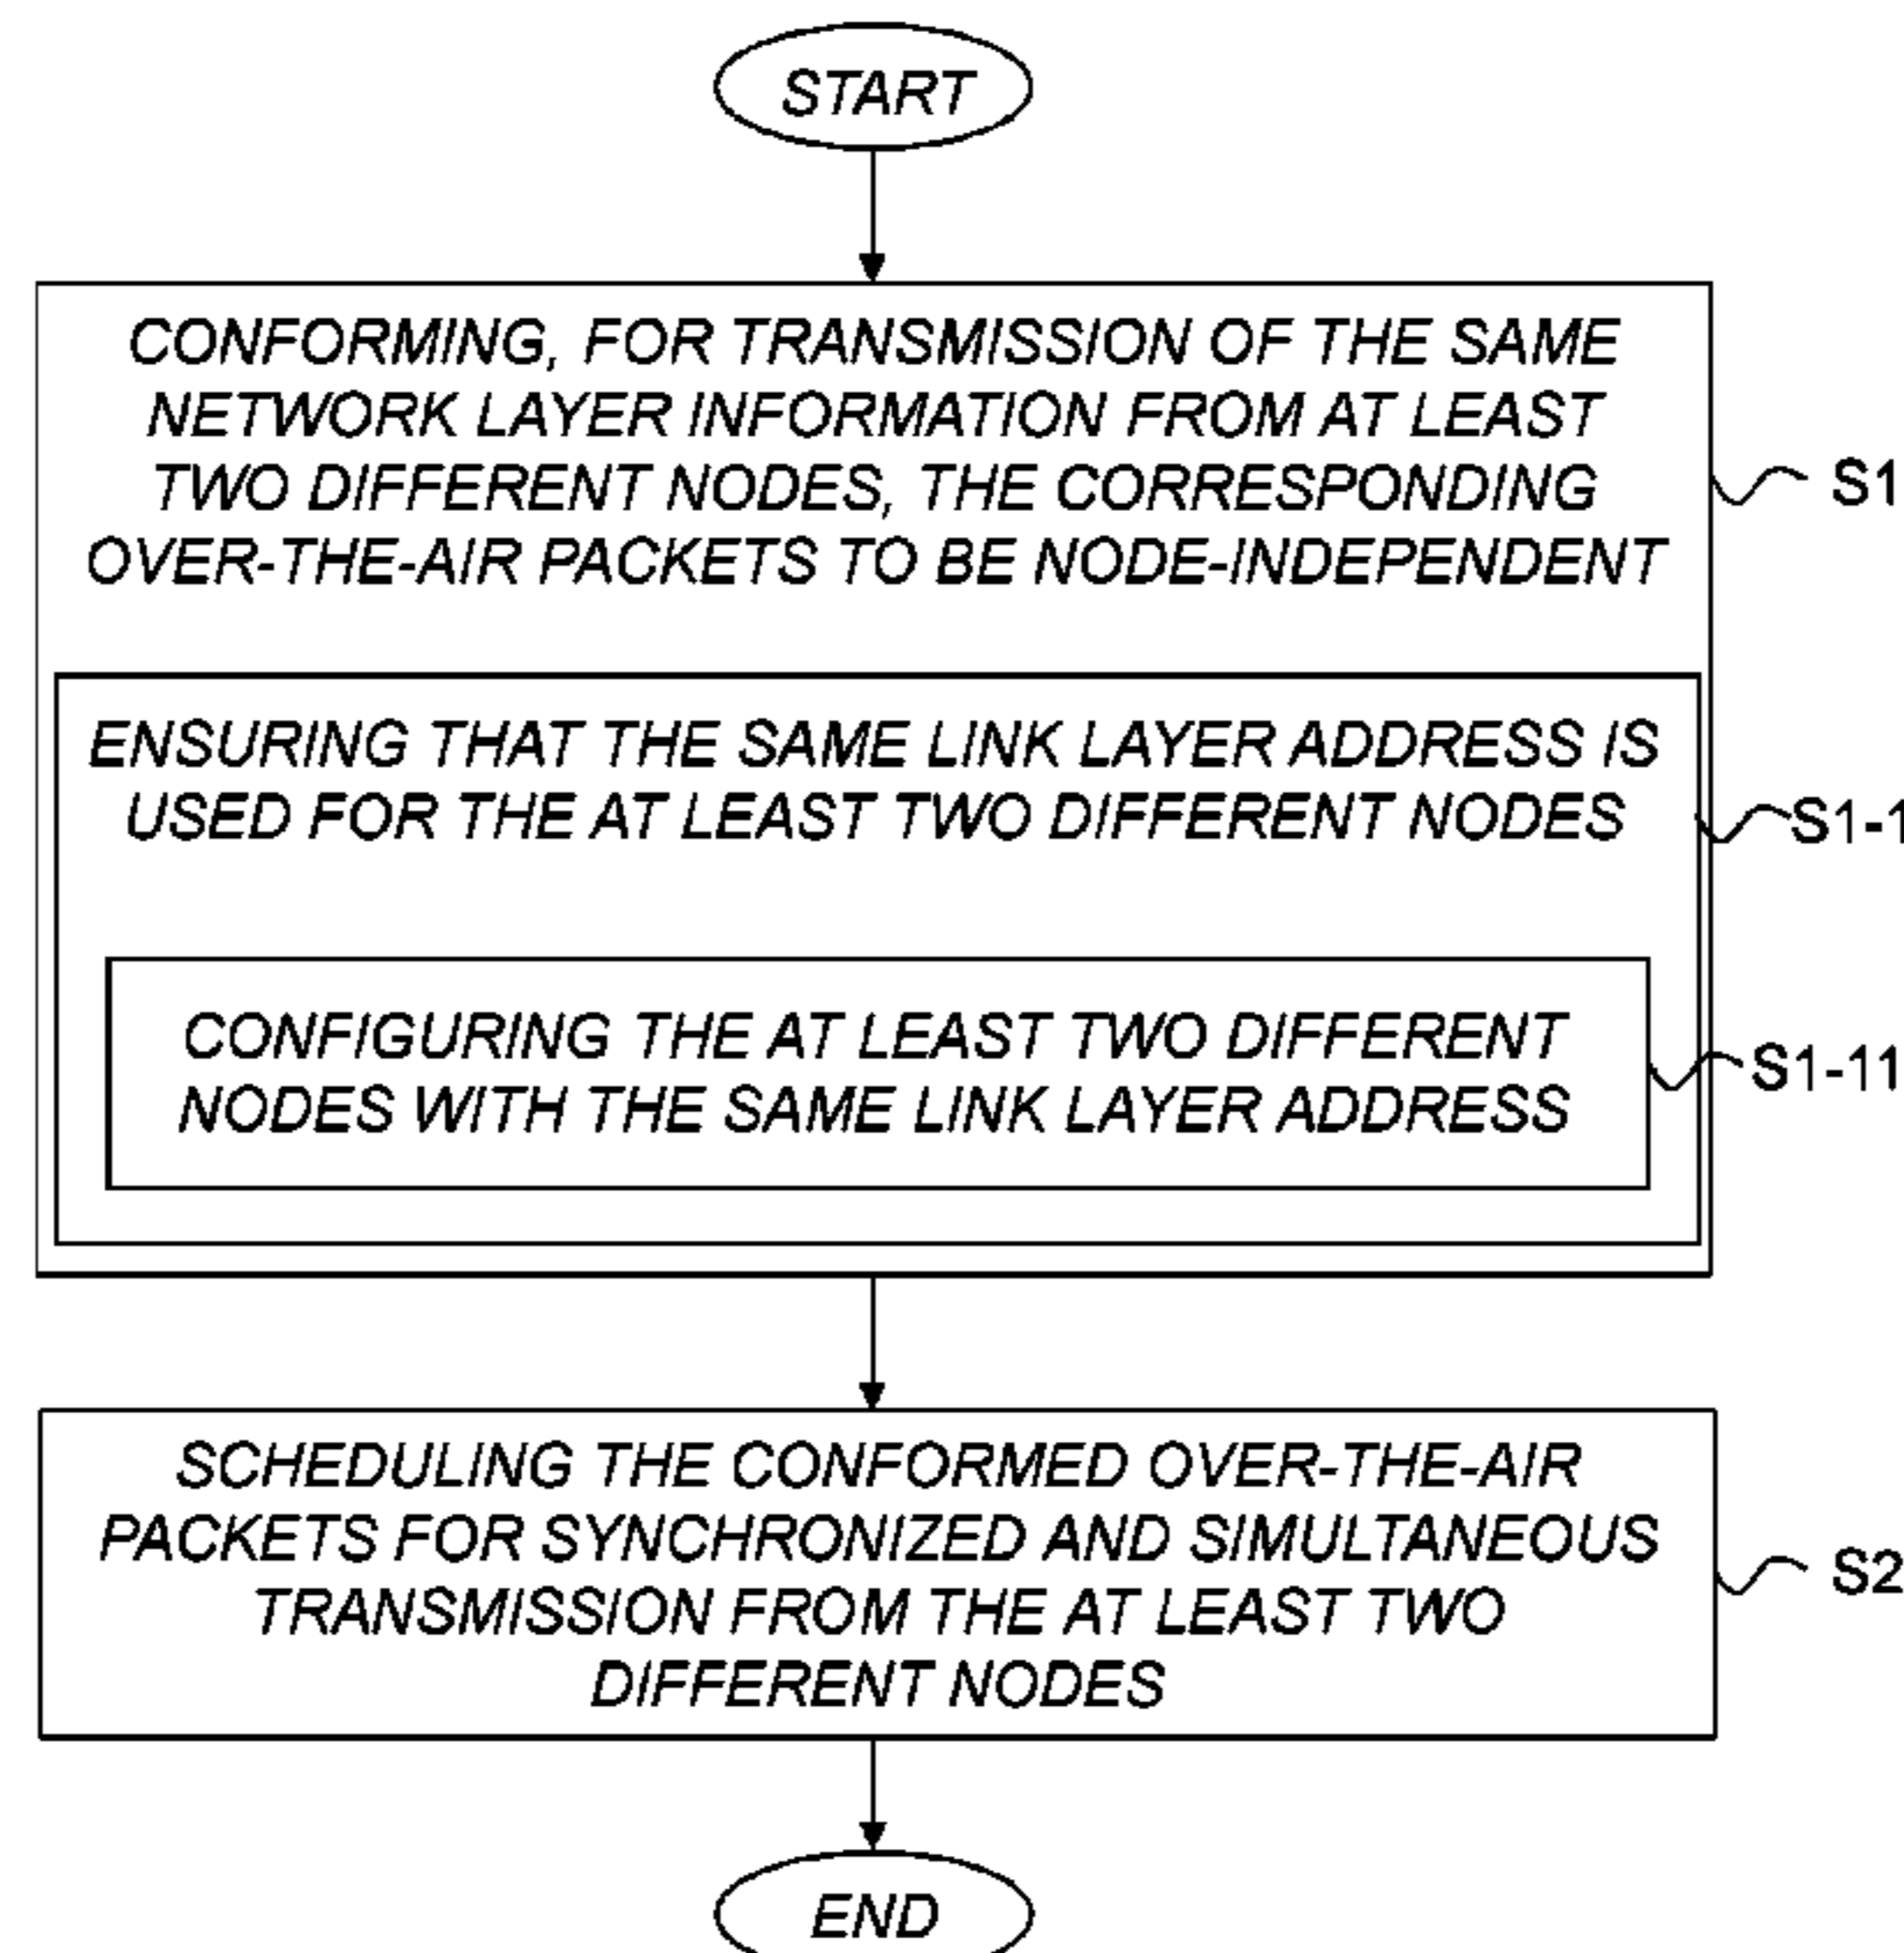 START
CONFORMING, FOR TRANSMISSION OF THE SAME
NETWORK LAYER INFORMATION FROM AT LEAST
TWO DIFFERENT NODES, THE CORRESPONDING
OVER-THE-AIR PACKETS TO BE NODE-INDEPENDENT
S1
ENSURING THAT THE SAME LINK LAYER ADDRESS IS
USED FOR THE AT LEAST TWO DIFFERENT NODES
S1-1
CONFIGURING THE AT LEAST TWO DIFFERENT
NODES WITH THE SAME LINK LAYER ADDRESS
S1-11
SCHEDULING THE CONFORMED OVER-THE-AIR
PACKETS FOR SYNCHRONIZED AND SIMULTANEOUS
TRANSMISSION FROM THE AT LEAST TWO
DIFFERENT NODES
S2
END